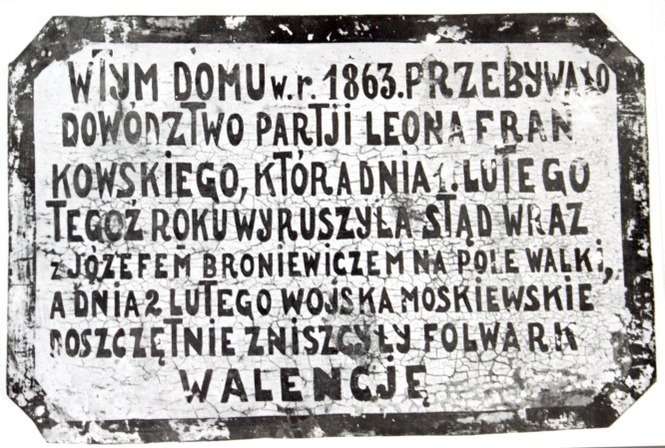 W TYM DOMU w.r. 1863. PRZEBYWAŁO
DOWÓDZTWO PARTJI LEONA FRAN
KOWSKIEGO, KTÓRA DNIA 1. LUTEGO
TEGOŻ ROKU WYRUSZYŁA STĄD WRAZ
z JÓZEFEM BRONIEWICZEM NA POLE WALKI,
A DNIA 2 LUTEGO WOJSKA MOSKIEWSKIE
DOSZCZĘTNIE ZNISZCYŁY FOLWARK
WALENCJĘ